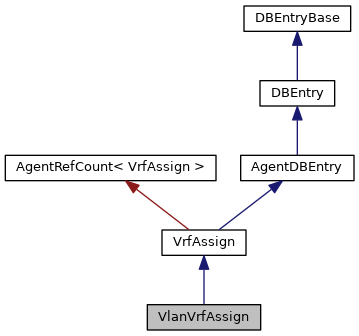 DBEntryBase
DBEntry
AgentRefCount< VrfAssign >
AgentDBEntry
VrfAssign
VlanVrfAssign